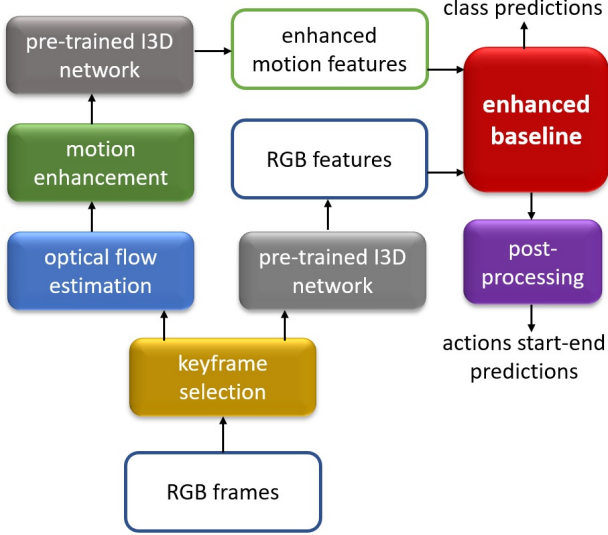 class predictions
pre-trained I3D
network
enhanced
motion features
enhanced
baseline
motion
enhancement
RGB features
optical flow
estimation
pre-trained I3D
network
post-
processing
keyframe
selection
actions start-end
predictions
RGB frames